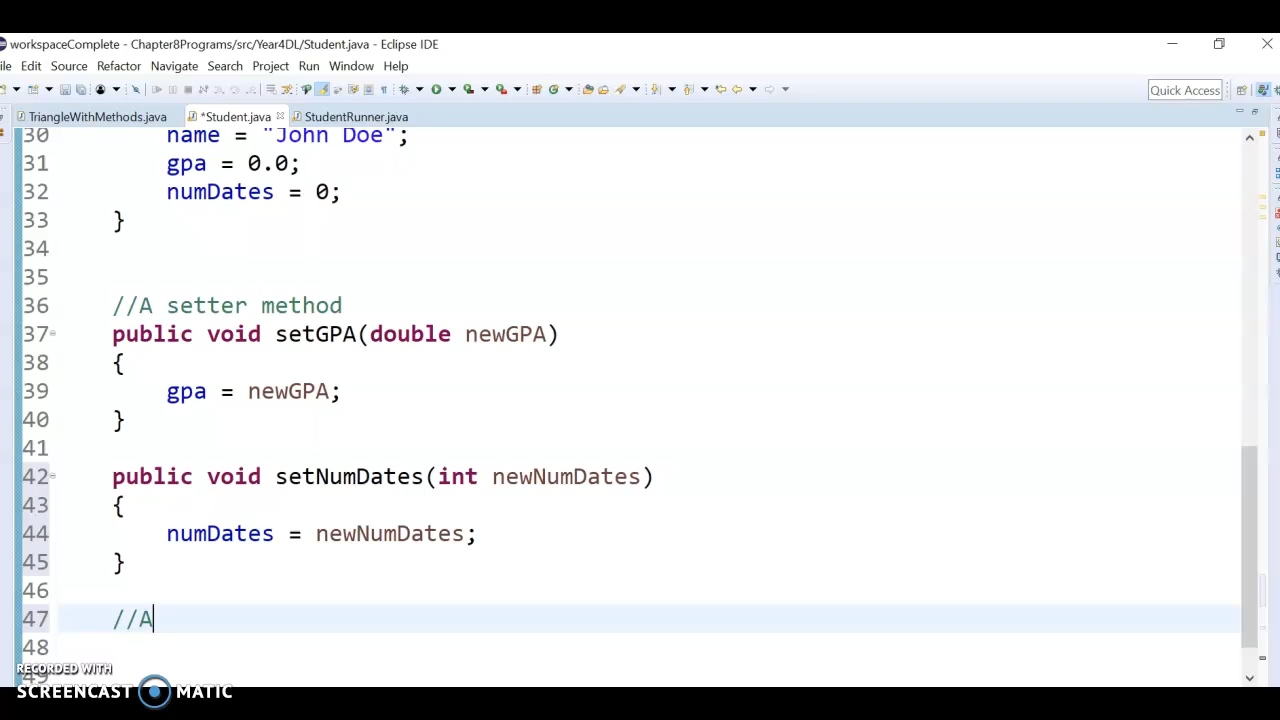 workspaceComplete - Chapter8Programs/src/Year4DL/Student.java - Eclipse IDE
ile Edit Source Refactor Navigate Search Project Run Window Help
Quick Access
TriangleWithMethods.java *Student.java StudentRunner.java
30 name = "John Doe";
31 gpa = 0.0;
32 numDates = 0;
33 }
34
35
36 //A setter method
37 public void setGPA(double newGPA)
38 {
39 gpa = newGPA;
40 }
41
42 public void setNumDates(int newNumDates)
43 {
44 numDates = newNumDates;
45 }
46
47 //A
48
49
RECORDED WITH
SCREENCAST MATIC